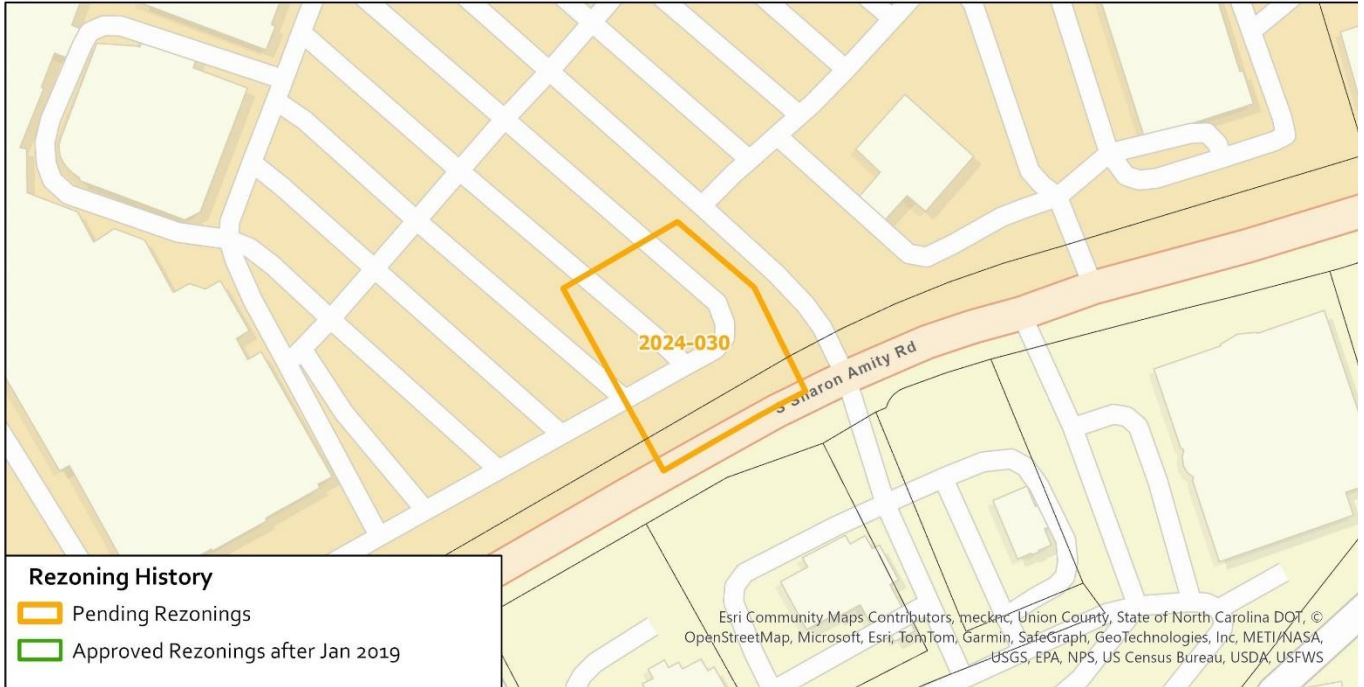 2024-030
S Sharon Amity Rd
Rezoning History
Pending Rezonings
Approved Rezonings after Jan 2019
Esri Community Maps Contributors, mecknc, Union County, State of North Carolina DOT, ©
OpenStreetMap, Microsoft, Esri, TomTom, Garmin, SafeGraph, GeoTechnologies, Inc, METI/NASA,
USGS, EPA, NPS, US Census Bureau, USDA, USFWS